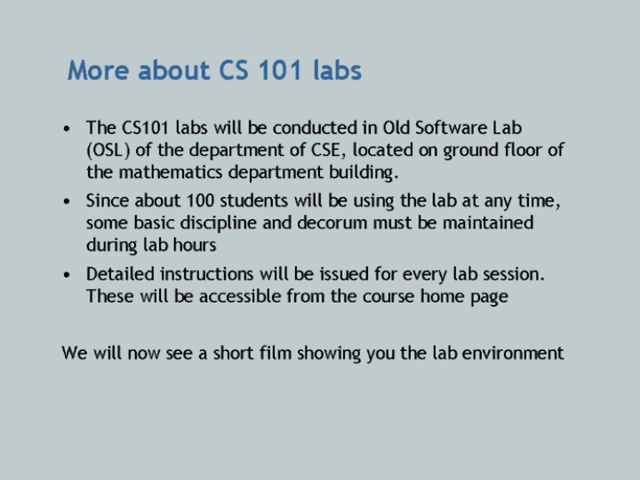 More about CS 101 labs
• The CS101 labs will be conducted in Old Software Lab
(OSL) of the department of CSE, located on ground floor of
the mathematics department building.
• Since about 100 students will be using the lab at any time,
some basic discipline and decorum must be maintained
during lab hours
• Detailed instructions will be issued for every lab session.
These will be accessible from the course home page
We will now see a short film showing you the lab environment